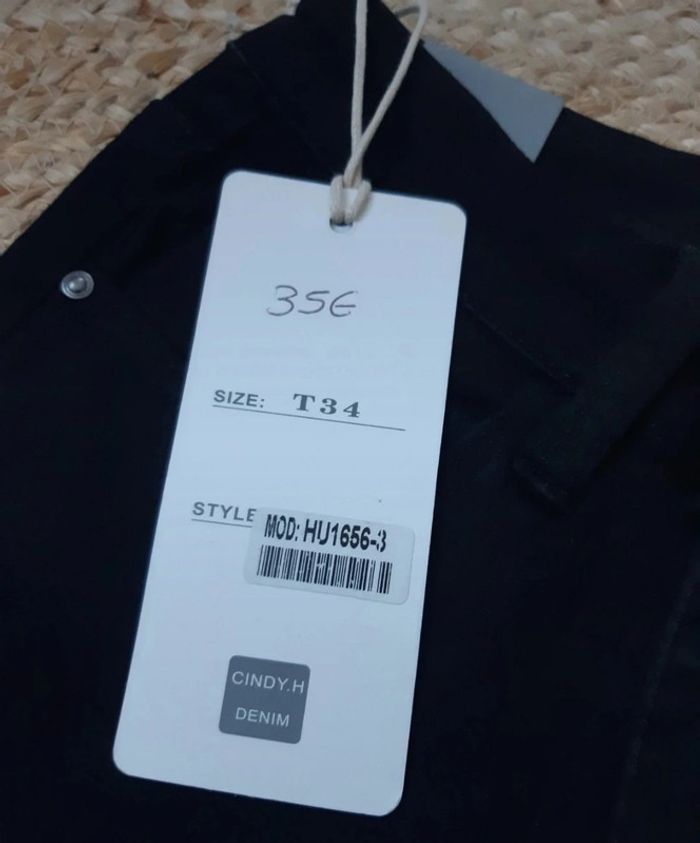 35€
SIZE: T34
STYLE
MOD: HU1656-3
CINDY.H
DENIM